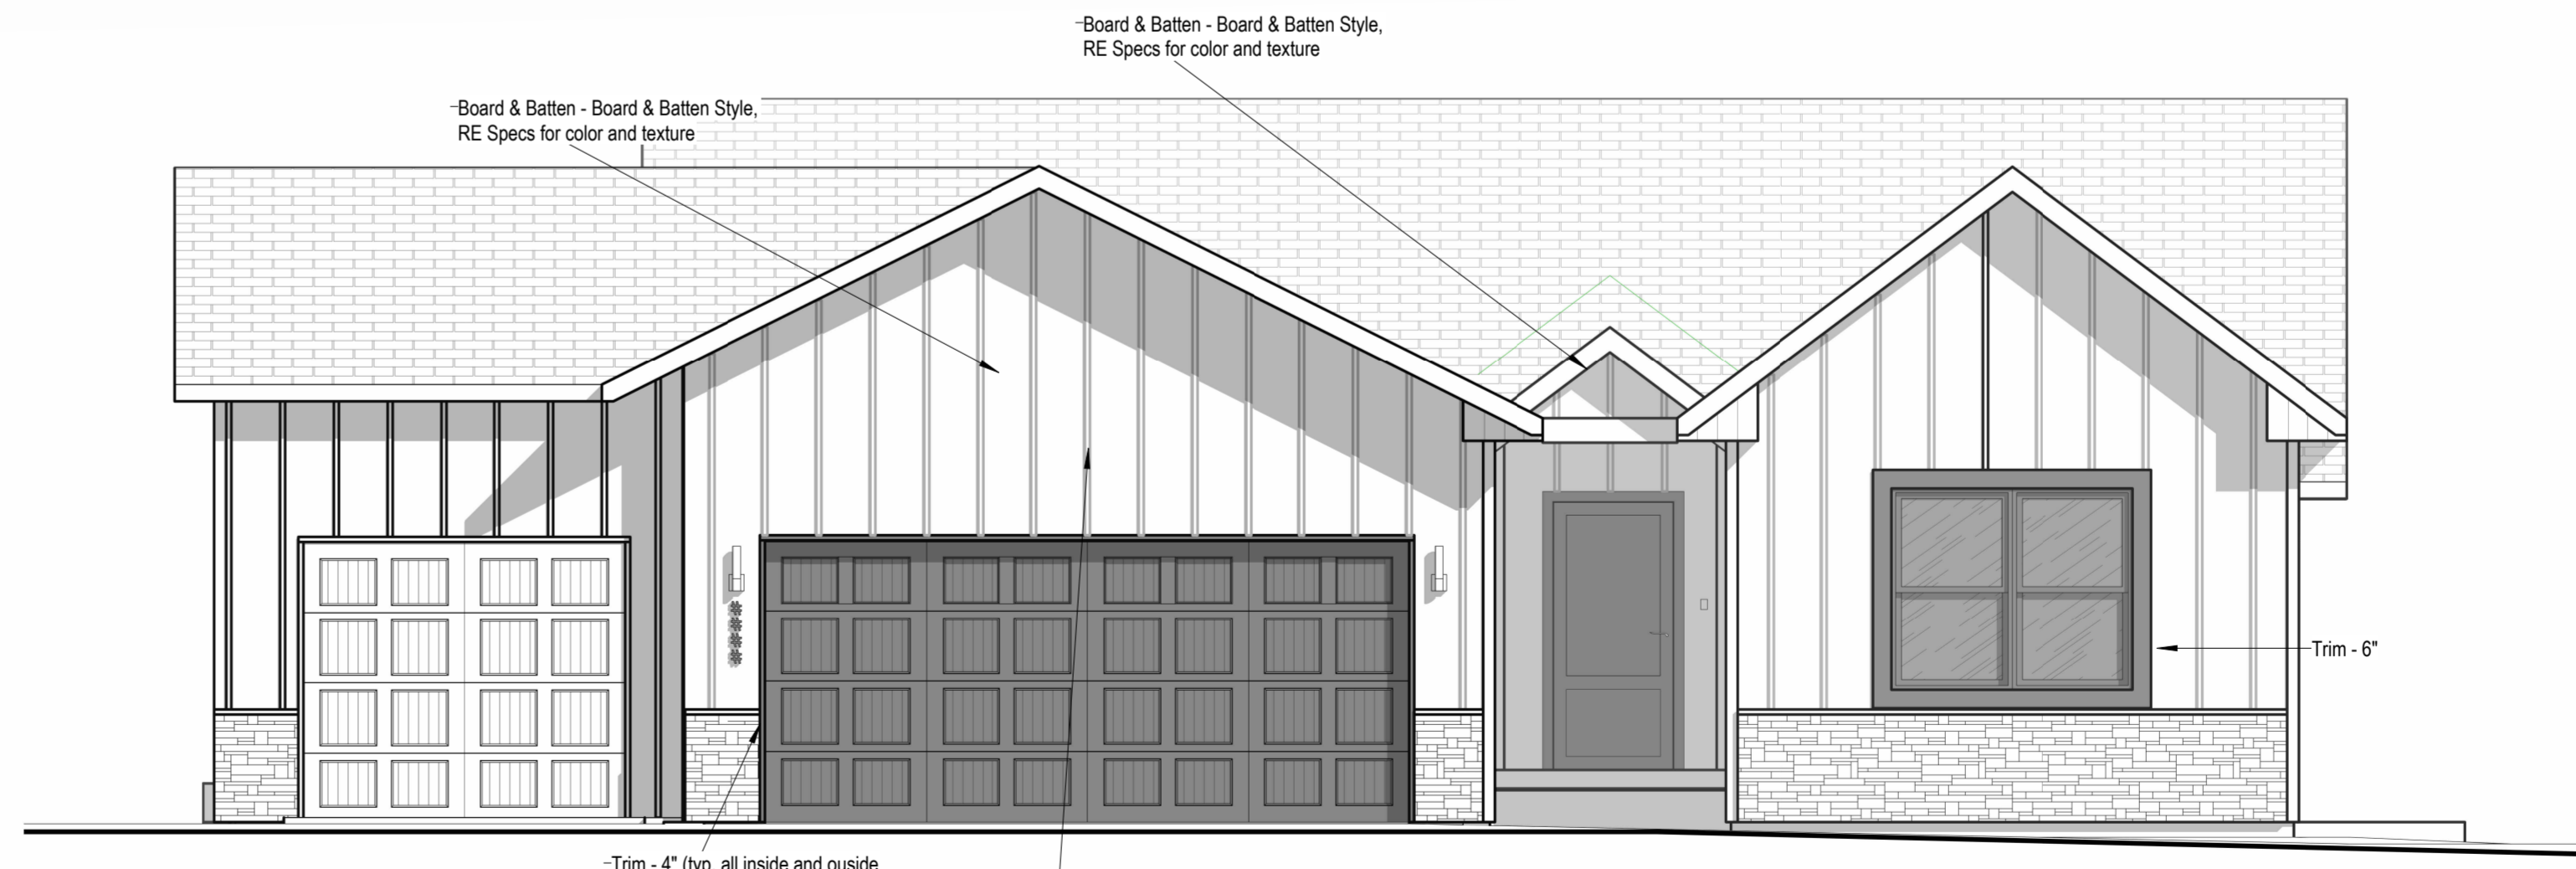 Board & Batten - Board & Batten Style,
RE Specs for color and texture
Board & Batten - Board & Batten Style,
RE Specs for color and texture
Trim - 6"
Trim - 4" (typ. all inside and ouside